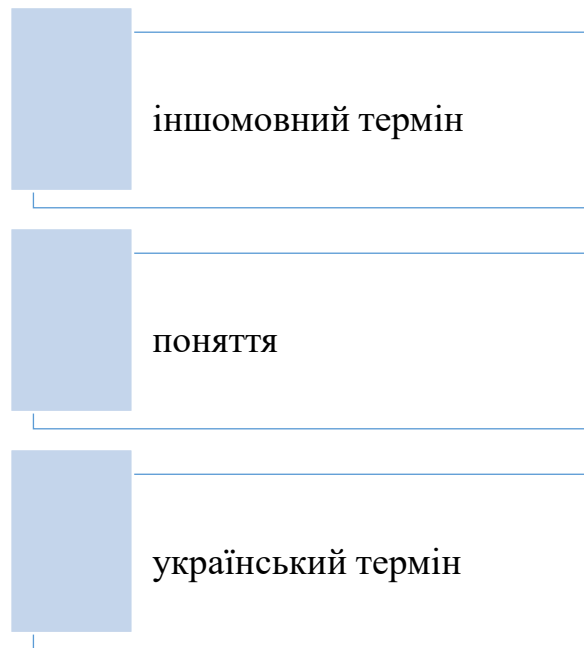 іншомовний термін
поняття
український термін